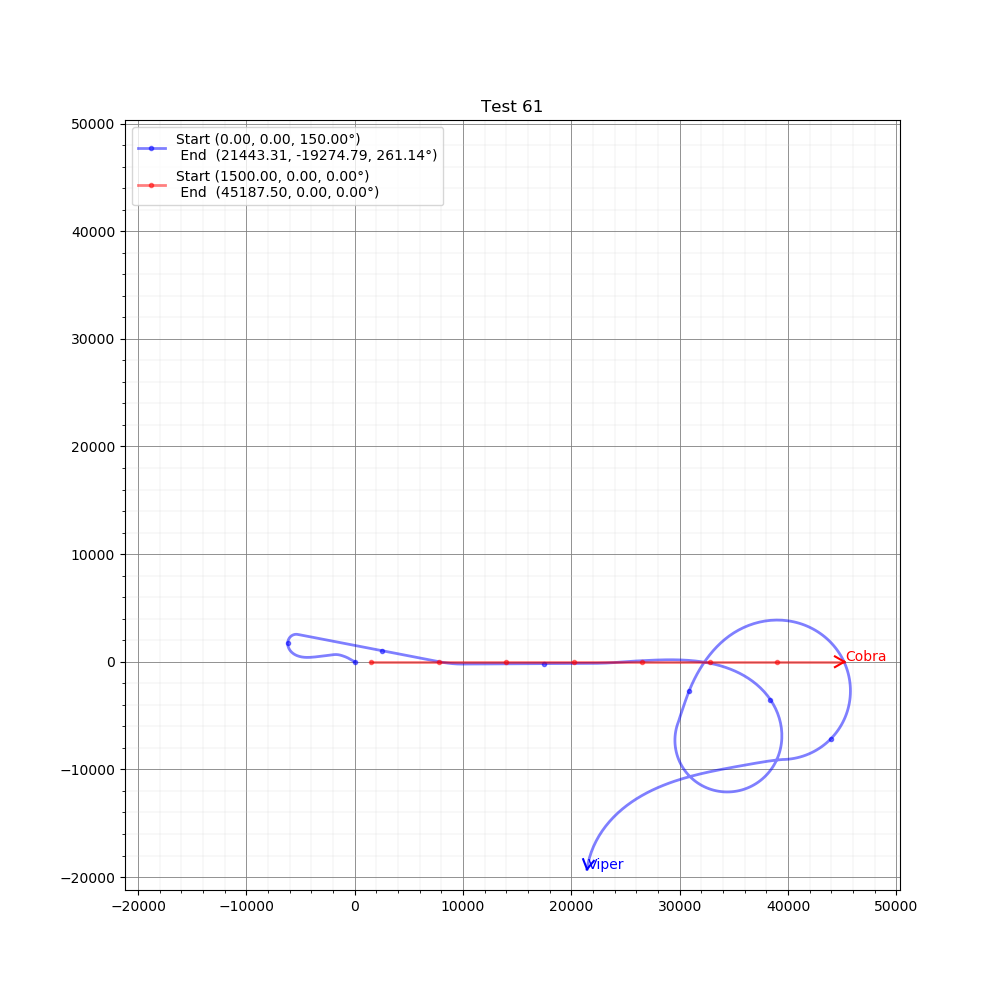 Test 61
Start (0.00, 0.00, 150.00°)
End (21443.31, -19274.79, 261.14°)
Start (1500.00, 0.00, 0.00°)
End (45187.50, 0.00, 0.00°)
50000
40000
30000
20000
10000
0
−10000
−20000
Cobra
Viper
−20000 −10000 0 10000 20000 30000 40000 50000